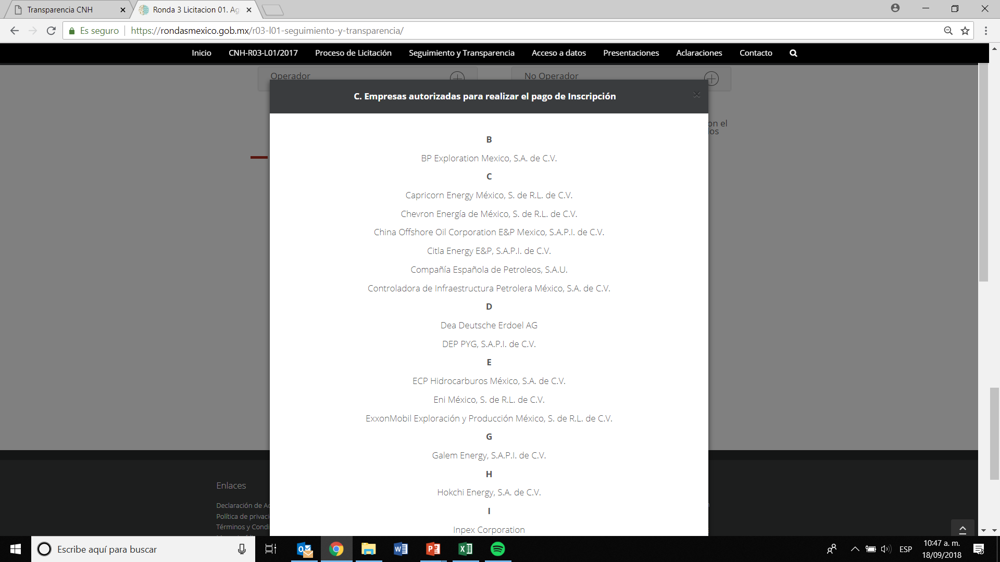 Transparencia CNH
Ronda 3 Licitacion 01. Ag
Es seguro
https://rondasmexico.gob.mx/r03-l01-seguimiento-y-transparencia/
Inicio CNH-R03-L01/2017 Proceso de Licitación Seguimiento y Transparencia Acceso a datos Presentaciones Aclaraciones Contacto
Operador
No Operador
C. Empresas autorizadas para realizar el pago de Inscripción
on el
los
B
BP Exploration Mexico, S.A. de C.V.
C
Capricorn Energy México, S. de R.L. de C.V.
Chevron Energía de México, S. de R.L. de C.V.
China Offshore Oil Corporation E&P Mexico, S.A.P.I. de C.V.
Citla Energy E&P, S.A.P.I. de C.V.
Compañía Española de Petroleos, S.A.U.
Controladora de Infraestructura Petrolera México, S.A. de C.V.
D
Dea Deutsche Erdoel AG
DEP PYG, S.A.P.I. de C.V.
E
ECP Hidrocarburos México, S.A. de C.V.
Eni México, S. de R.L. de C.V.
ExxonMobil Exploración y Producción México, S. de R.L. de C.V.
G
Galem Energy, S.A.P.I. de C.V.
H
Hokchi Energy, S.A. de C.V.
I
Inpex Corporation
Enlaces
Declaración de Ac
Política de privaci
Términos y Condi
Escribe aquí para buscar
ESP
10:47 a. m.
18/09/2018